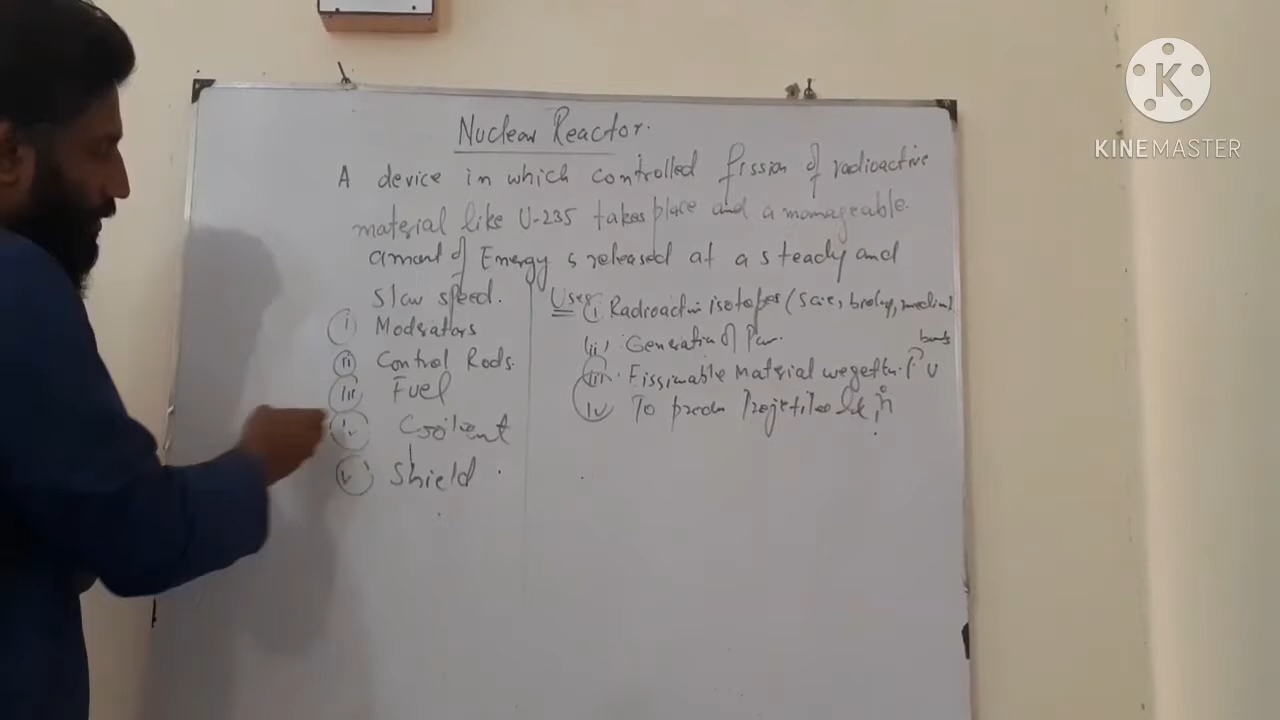 Nuclear Reactor.
A device in which controlled fission of radioactive
material like U-235 takes place and a manageable
amount of Energy is released at a steady and
slow speed.
(i) Moderators
(ii) Control Rods.
(iii) Fuel
(iv) Coolent
(v) Shield
Uses (i) Radioactive isotopes (
(ii) Generation of
(iii) Fissionable Material
(iv) To
K
KINEMASTER